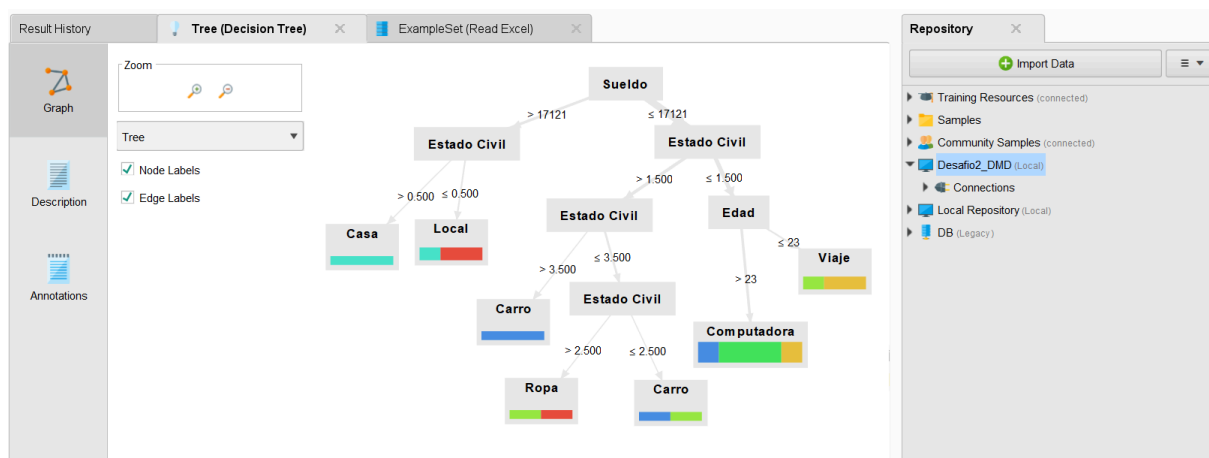 Result History
Tree (Decision Tree)
ExampleSet (Read Excel)
Repository
Graph
Description
Annotations
Zoom
Tree
Node Labels
Edge Labels
Sueldo
> 17121
≤ 17121
Estado Civil
Estado Civil
> 0.500
≤ 0.500
> 1.500
≤ 1.500
Casa
Local
Estado Civil
Edad
> 3.500
≤ 3.500
> 23
≤ 23
Viaje
Carro
Estado Civil
Computadora
> 2.500
≤ 2.500
Ropa
Carro
Import Data
Training Resources (connected)
Samples
Community Samples (connected)
Desafio2_DMD (Local)
Connections
Local Repository (Local)
DB (Legacy)